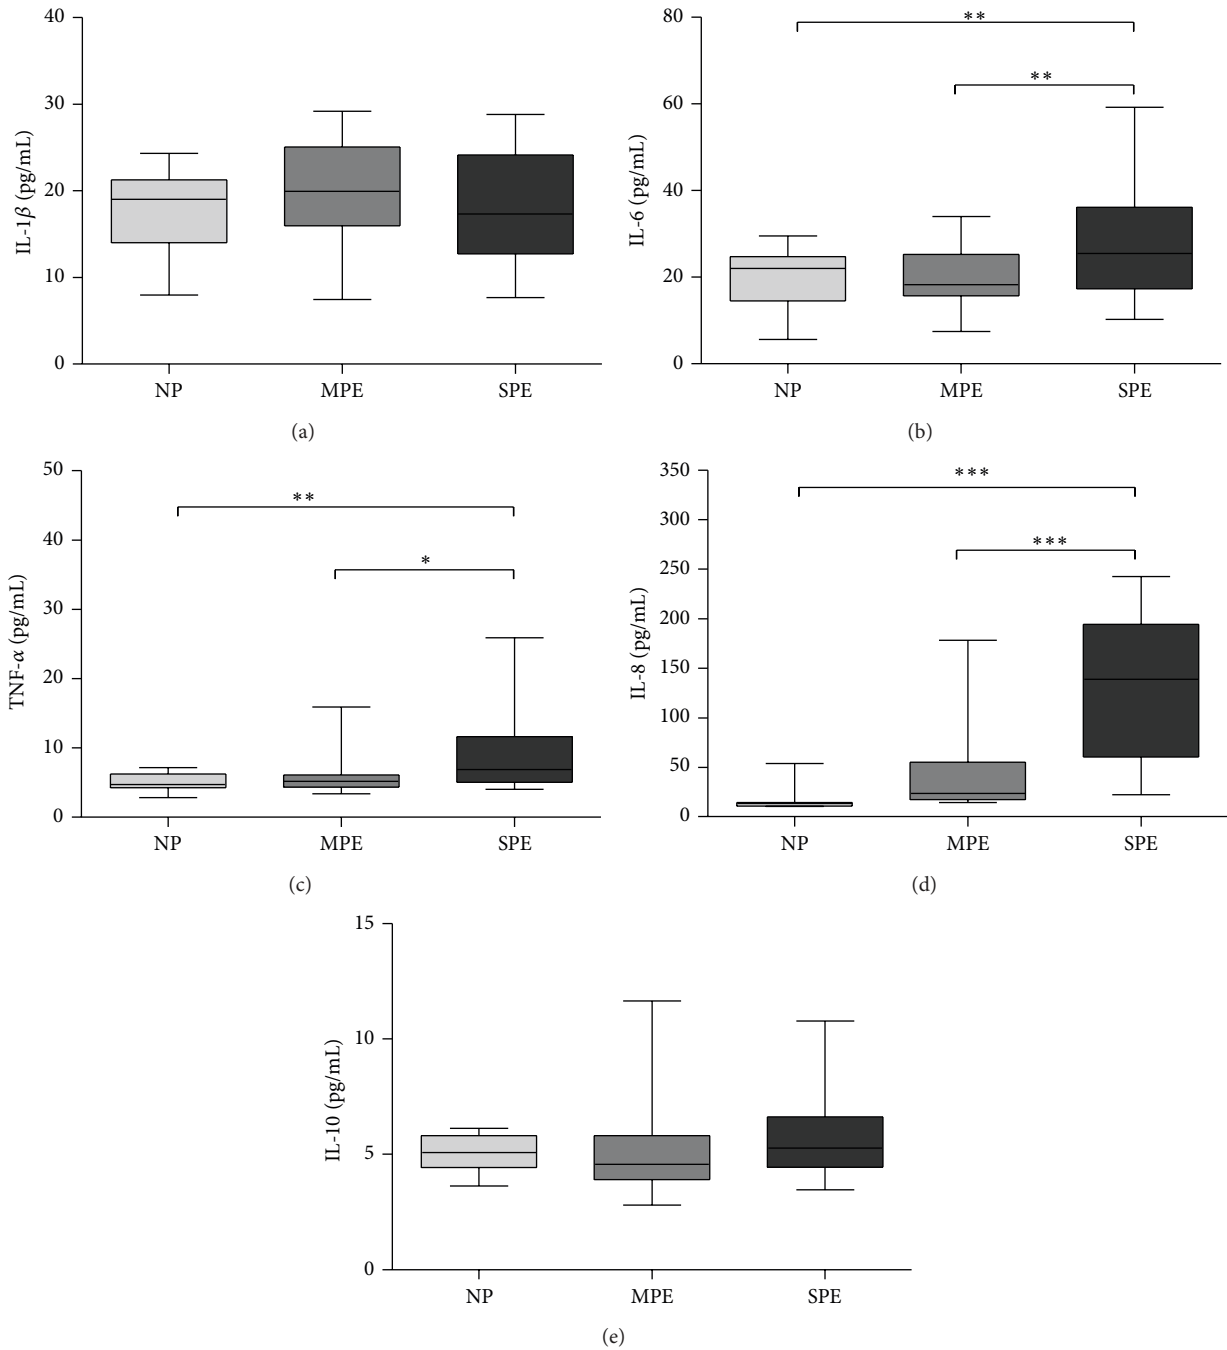 40
30
20
10
0
IL-1β (pg/mL)
NP MPE SPE
(a)
80
60
40
20
0
IL-6 (pg/mL)
**
**
NP MPE SPE
(b)
50
40
30
20
10
0
TNF-α (pg/mL)
**
*
NP MPE SPE
(c)
350
300
250
200
150
100
50
0
IL-8 (pg/mL)
***
***
NP MPE SPE
(d)
15
10
5
0
IL-10 (pg/mL)
NP MPE SPE
(e)